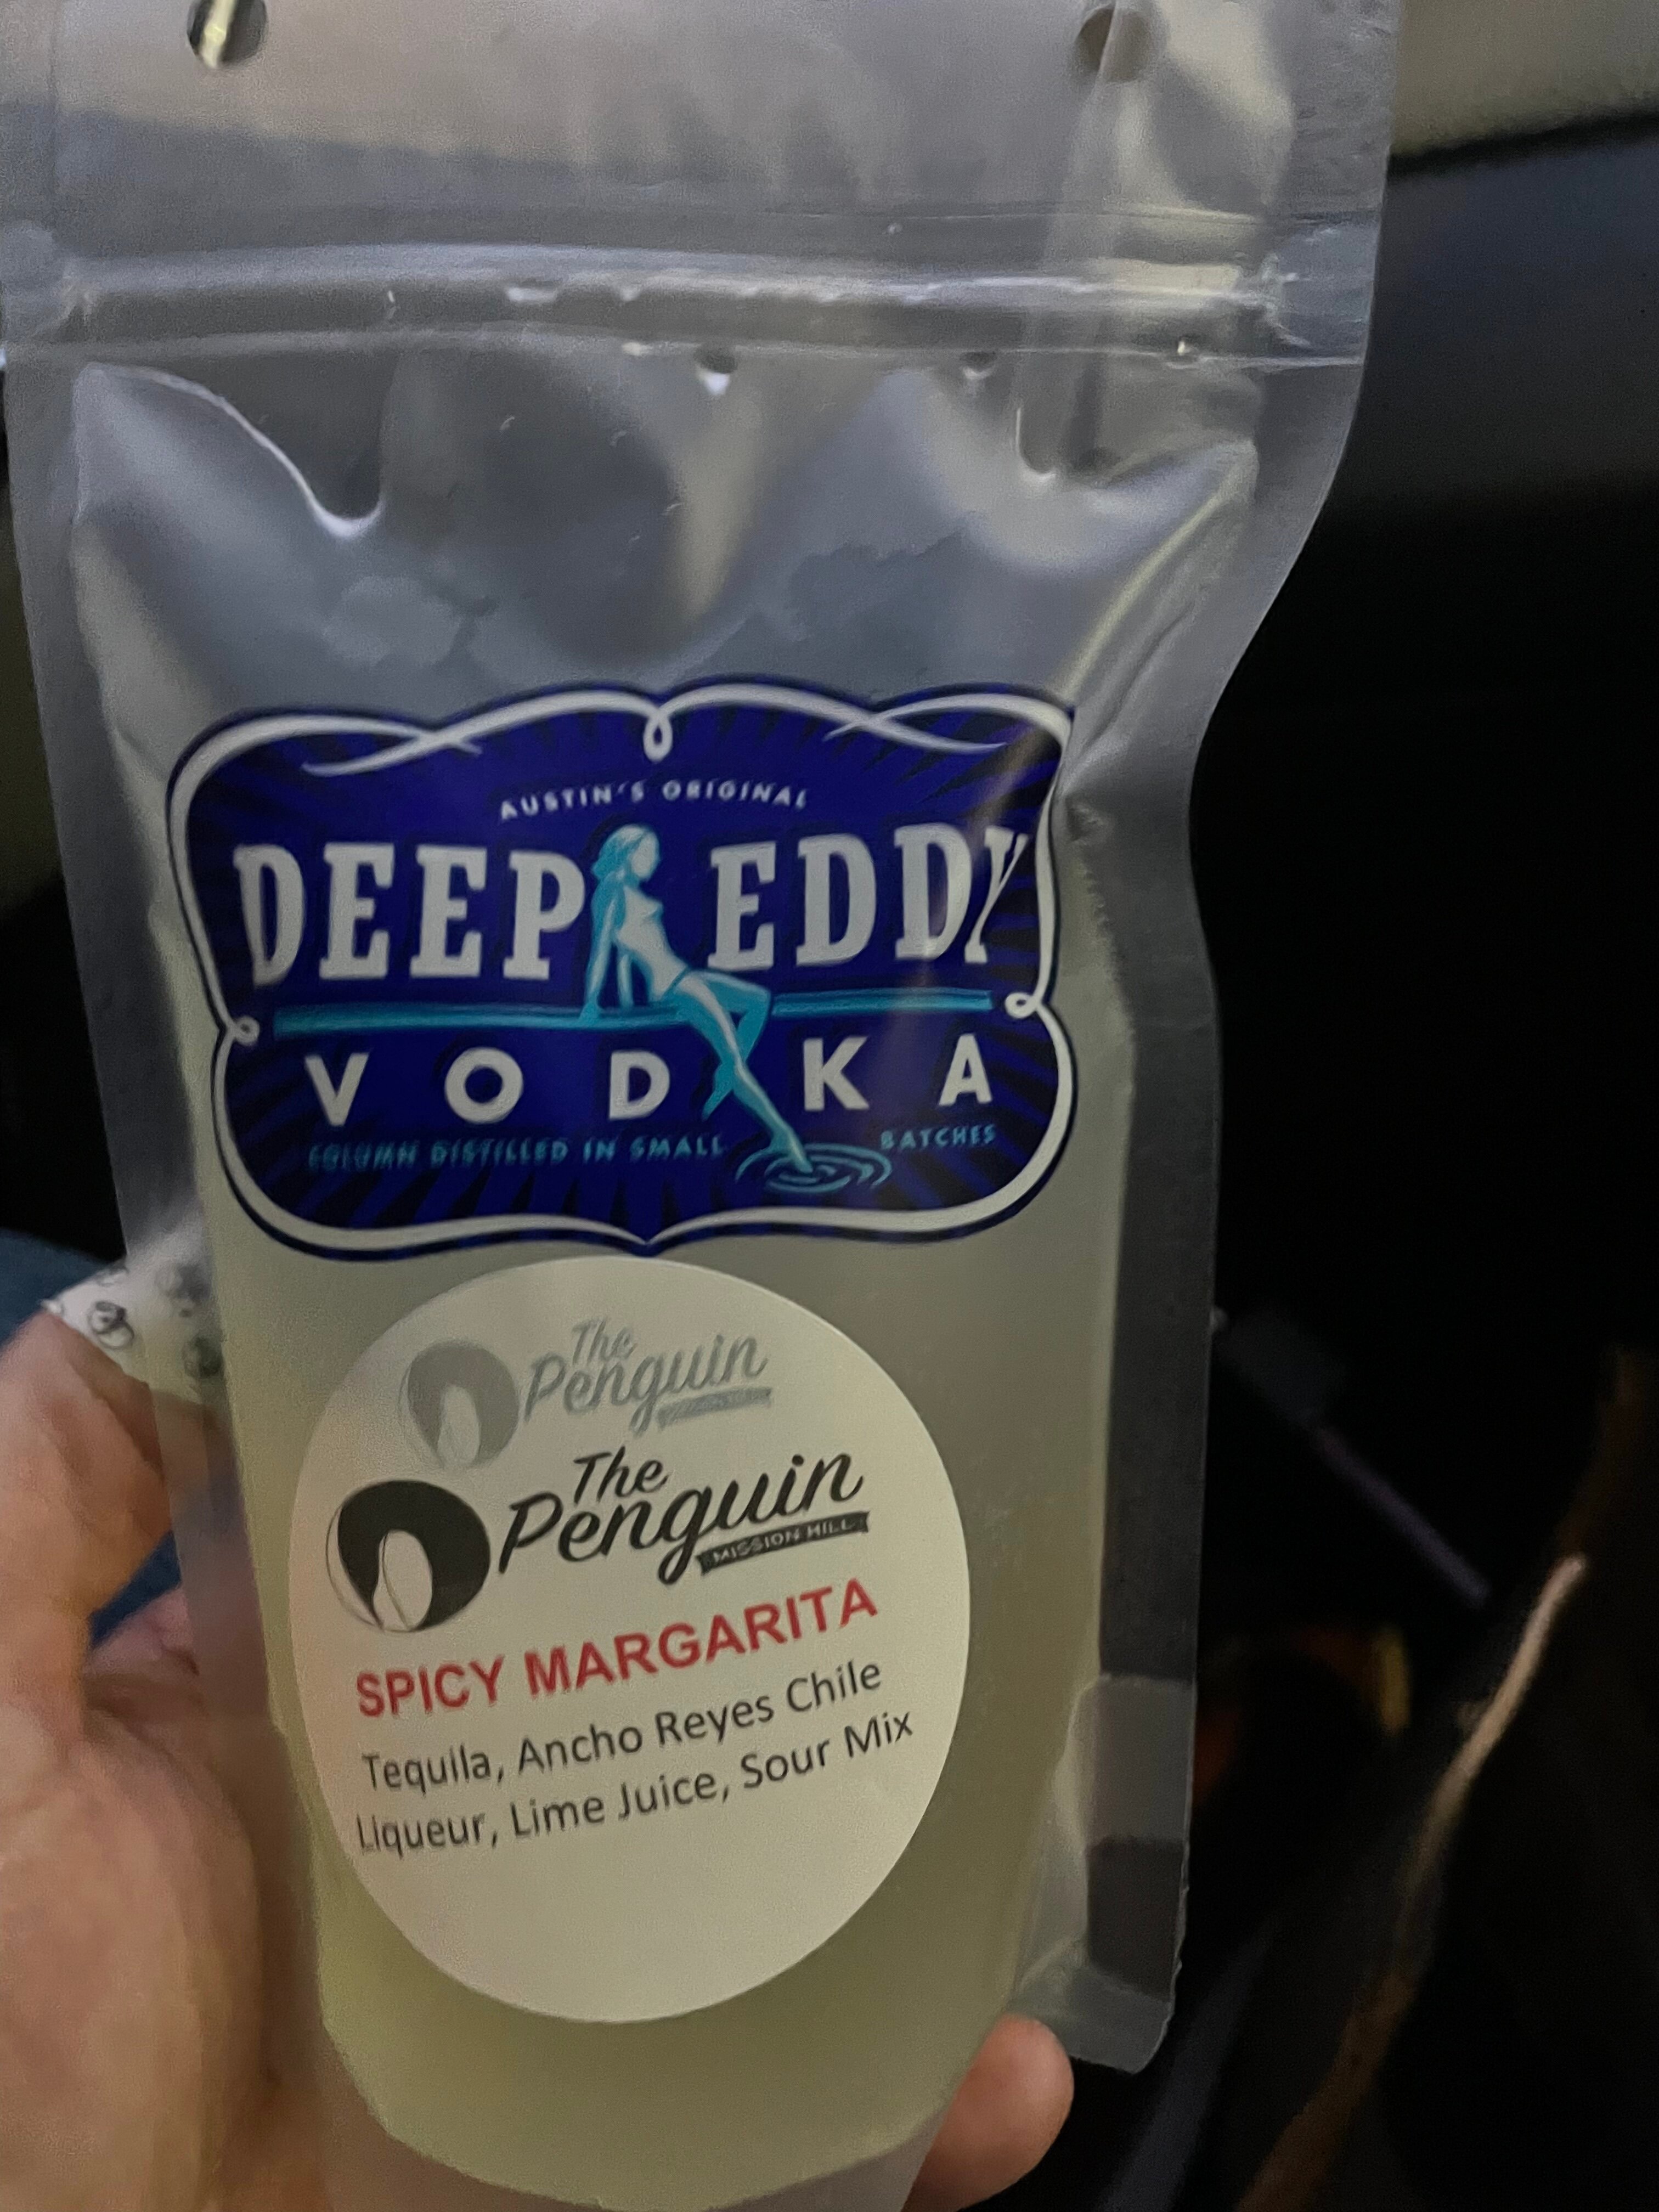 AUSTIN'S ORIGINAL
DEEP EDDY
VODKA
COLUMN DISTILLED IN SMALL BATCHES
The
Penguin
The
Penguin
MISSION HILL
SPICY MARGARITA
Tequila, Ancho Reyes Chile
Liqueur, Lime Juice, Sour Mix